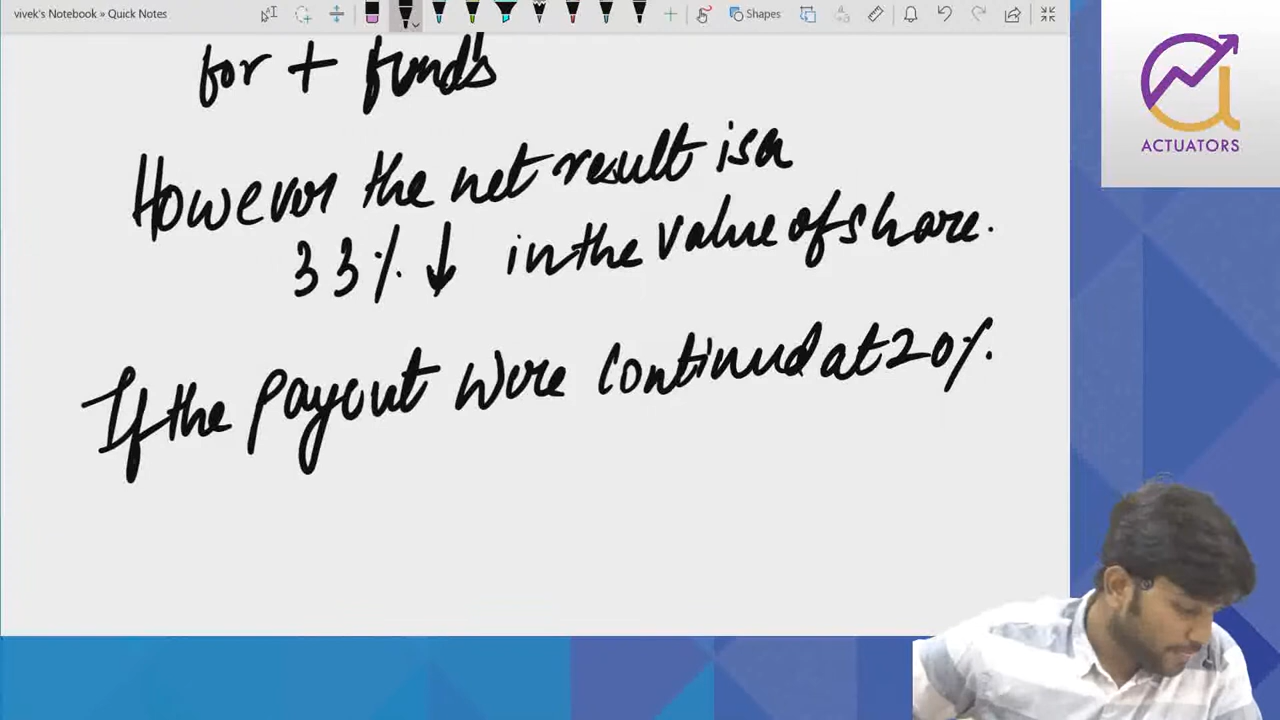 vivek's Notebook » Quick Notes
Shapes
for + funds
However the net result is a
33% ↓ in the value of share.
If the payout were continued at 20%.
ACTUATORS